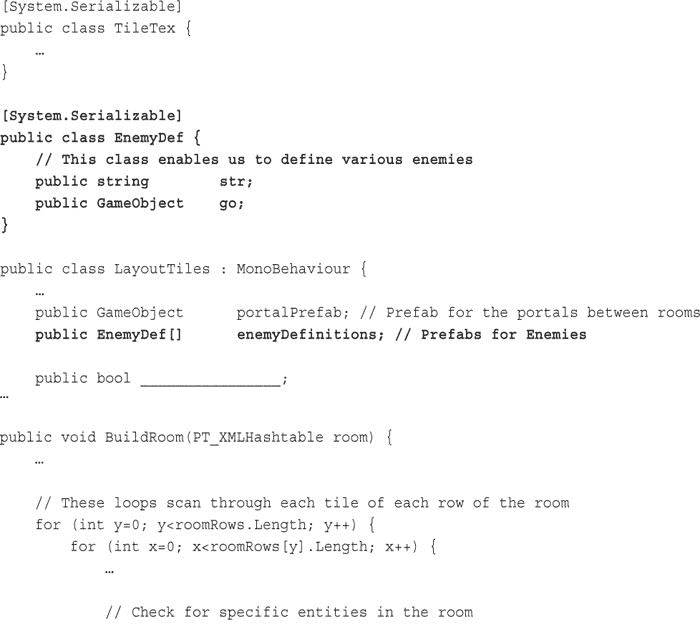 [System.Serializable]
public class TileTex {
    …
}

[System.Serializable]
public class EnemyDef {
    // This class enables us to define various enemies
    public string        str;
    public GameObject    go;
}

public class LayoutTiles : MonoBehaviour {
    …
    public GameObject      portalPrefab; // Prefab for the portals between rooms
    public EnemyDef[]      enemyDefinitions; // Prefabs for Enemies

    public bool ________________;
…

public void BuildRoom(PT_XMLHashtable room) {
    …

    // These loops scan through each tile of each row of the room
    for (int y=0; y<roomRows.Length; y++) {
        for (int x=0; x<roomRows[y].Length; x++) {
            …

            // Check for specific entities in the room